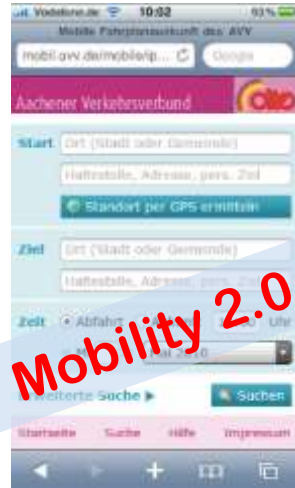 Vodafone.de 10:02 93%
Mobile Fahrplanauskunft des AVV
mobil.avv.de/mobile/ip... Google
Aachener Verkehrsverbund
Start Ort (Stadt oder Gemeinde)
Haltestelle, Adresse, pers. Ziel
Standort per GPS ermitteln
Ziel Ort (Stadt oder Gemeinde)
Haltestelle, Adresse, pers. Ziel
Zeit Abfahrt Uhr
Mai 2010
Mobility 2.0
Erweiterte Suche Suchen
Startseite Suche Hilfe Impressum